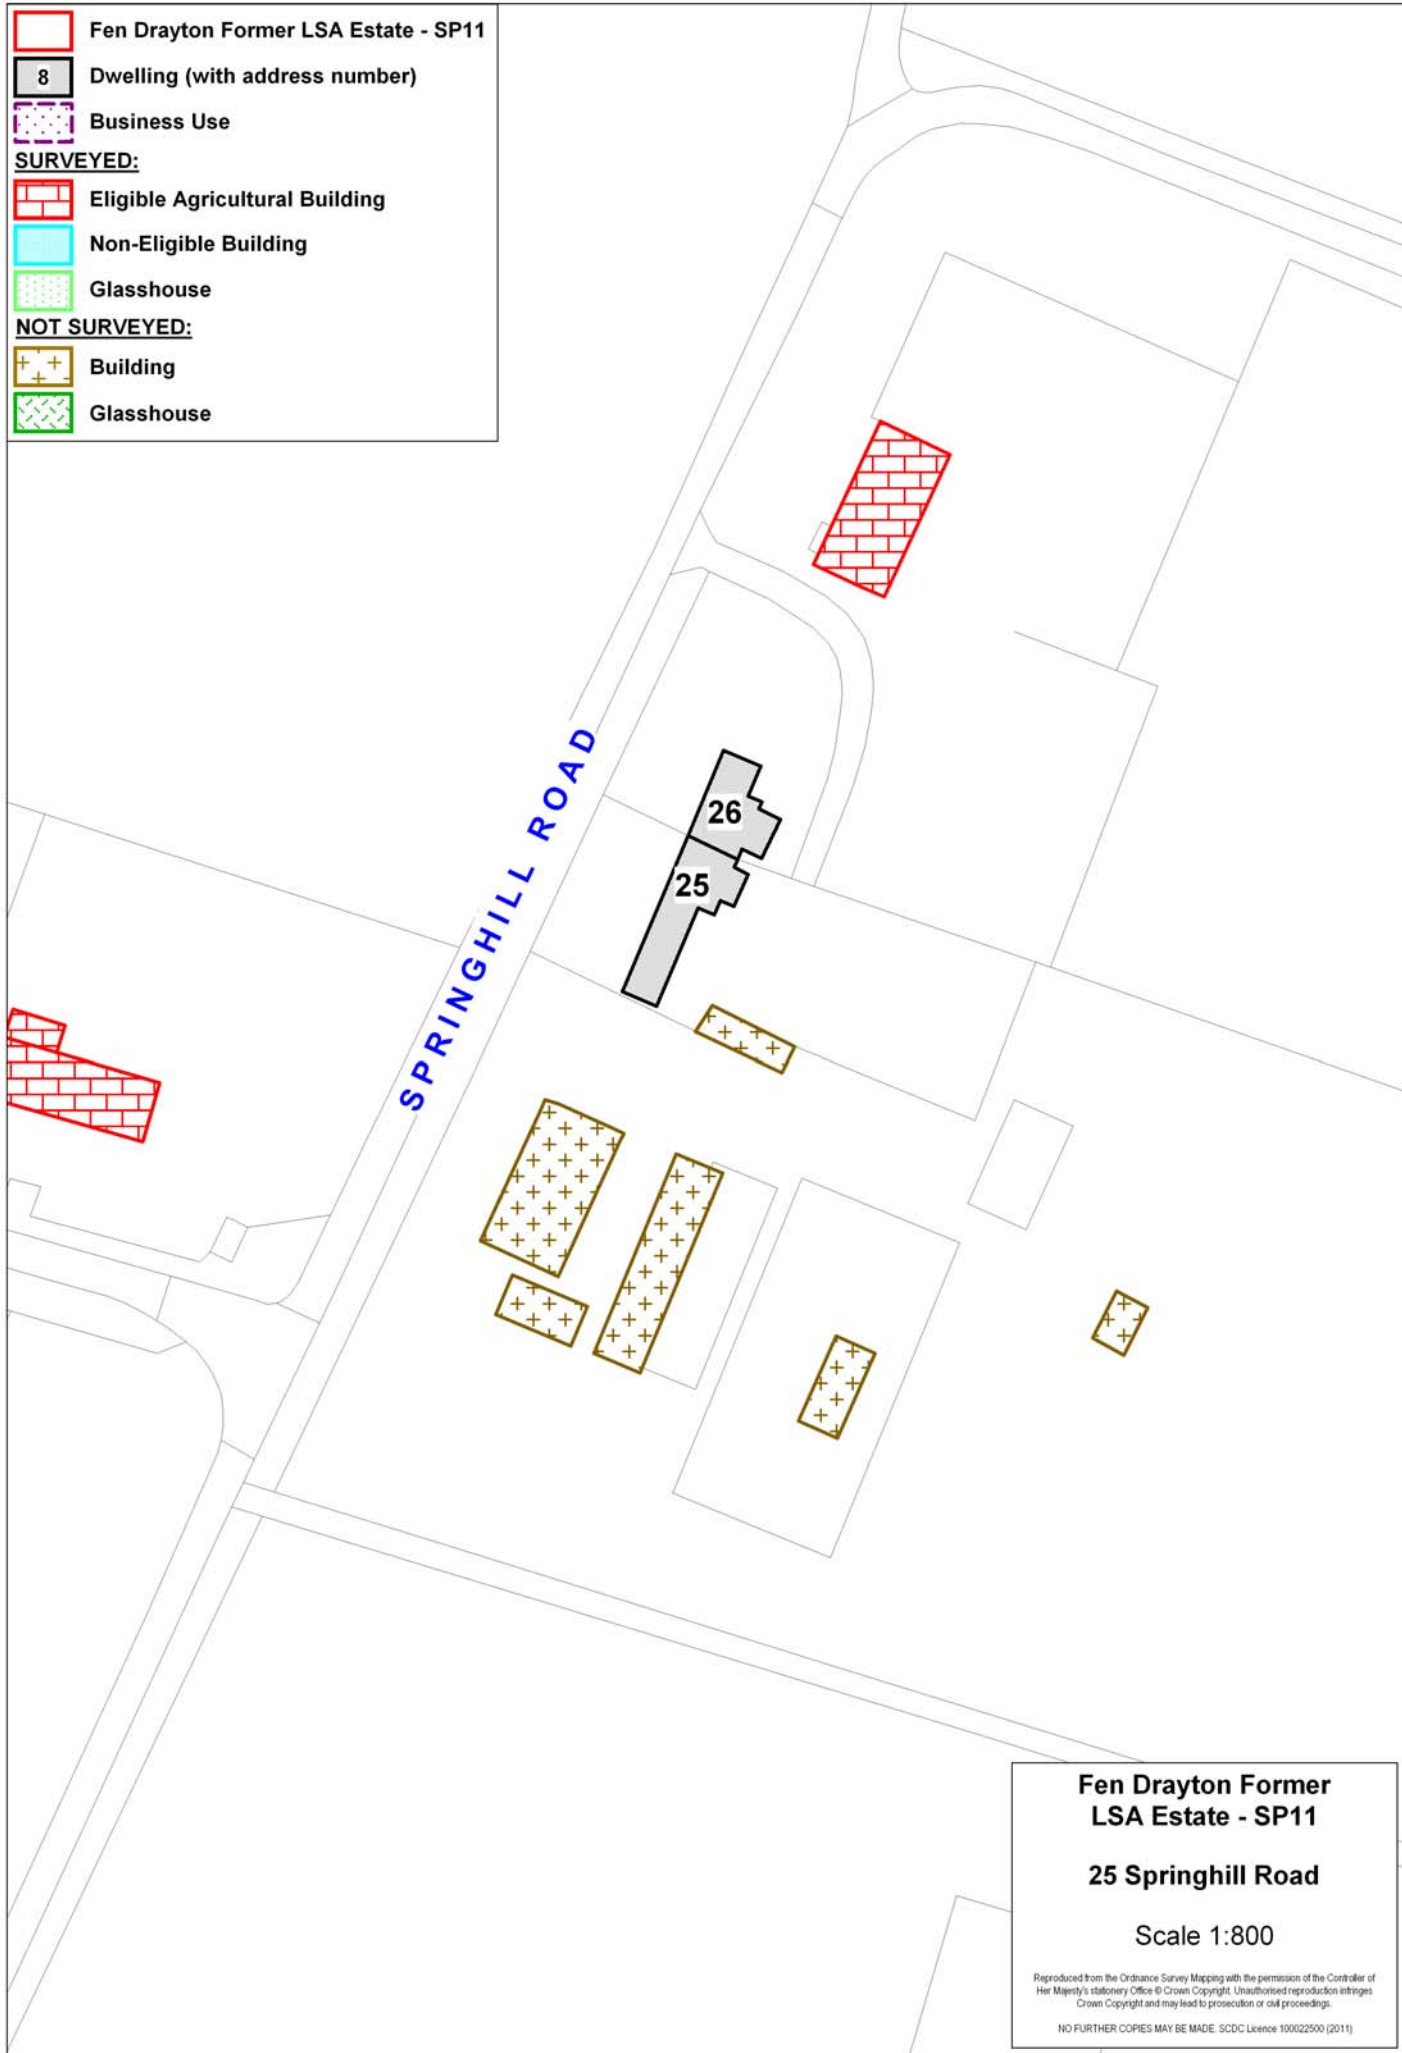 Fen Drayton Former LSA Estate - SP11
8 Dwelling (with address number)
Business Use
SURVEYED:
Eligible Agricultural Building
Non-Eligible Building
Glasshouse
NOT SURVEYED:
Building
Glasshouse
SPRINGHILL ROAD
26
25
Fen Drayton Former
LSA Estate - SP11
25 Springhill Road
Scale 1:800
Reproduced from the Ordnance Survey Mapping with the permission of the Controller of
Her Majesty's stationery Office © Crown Copyright. Unauthorised reproduction infringes
Crown Copyright and may lead to prosecution or civil proceedings.
NO FURTHER COPIES MAY BE MADE. SCDC Licence 100022500 (2011)